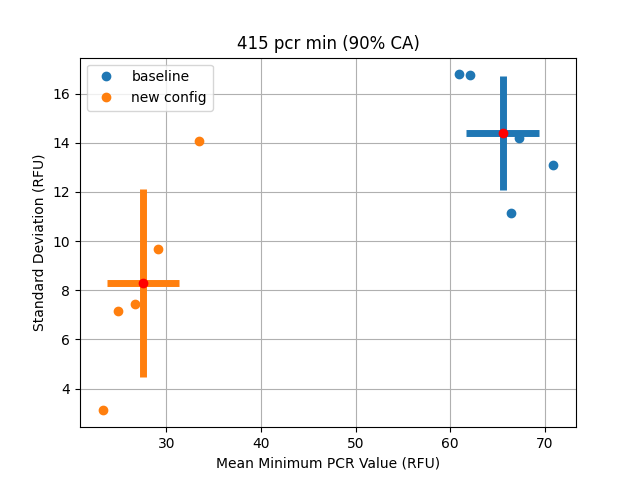 415 pcr min (90% CA)
baseline
new config
16
14
12
10
8
6
4
Standard Deviation (RFU)
30 40 50 60 70
Mean Minimum PCR Value (RFU)